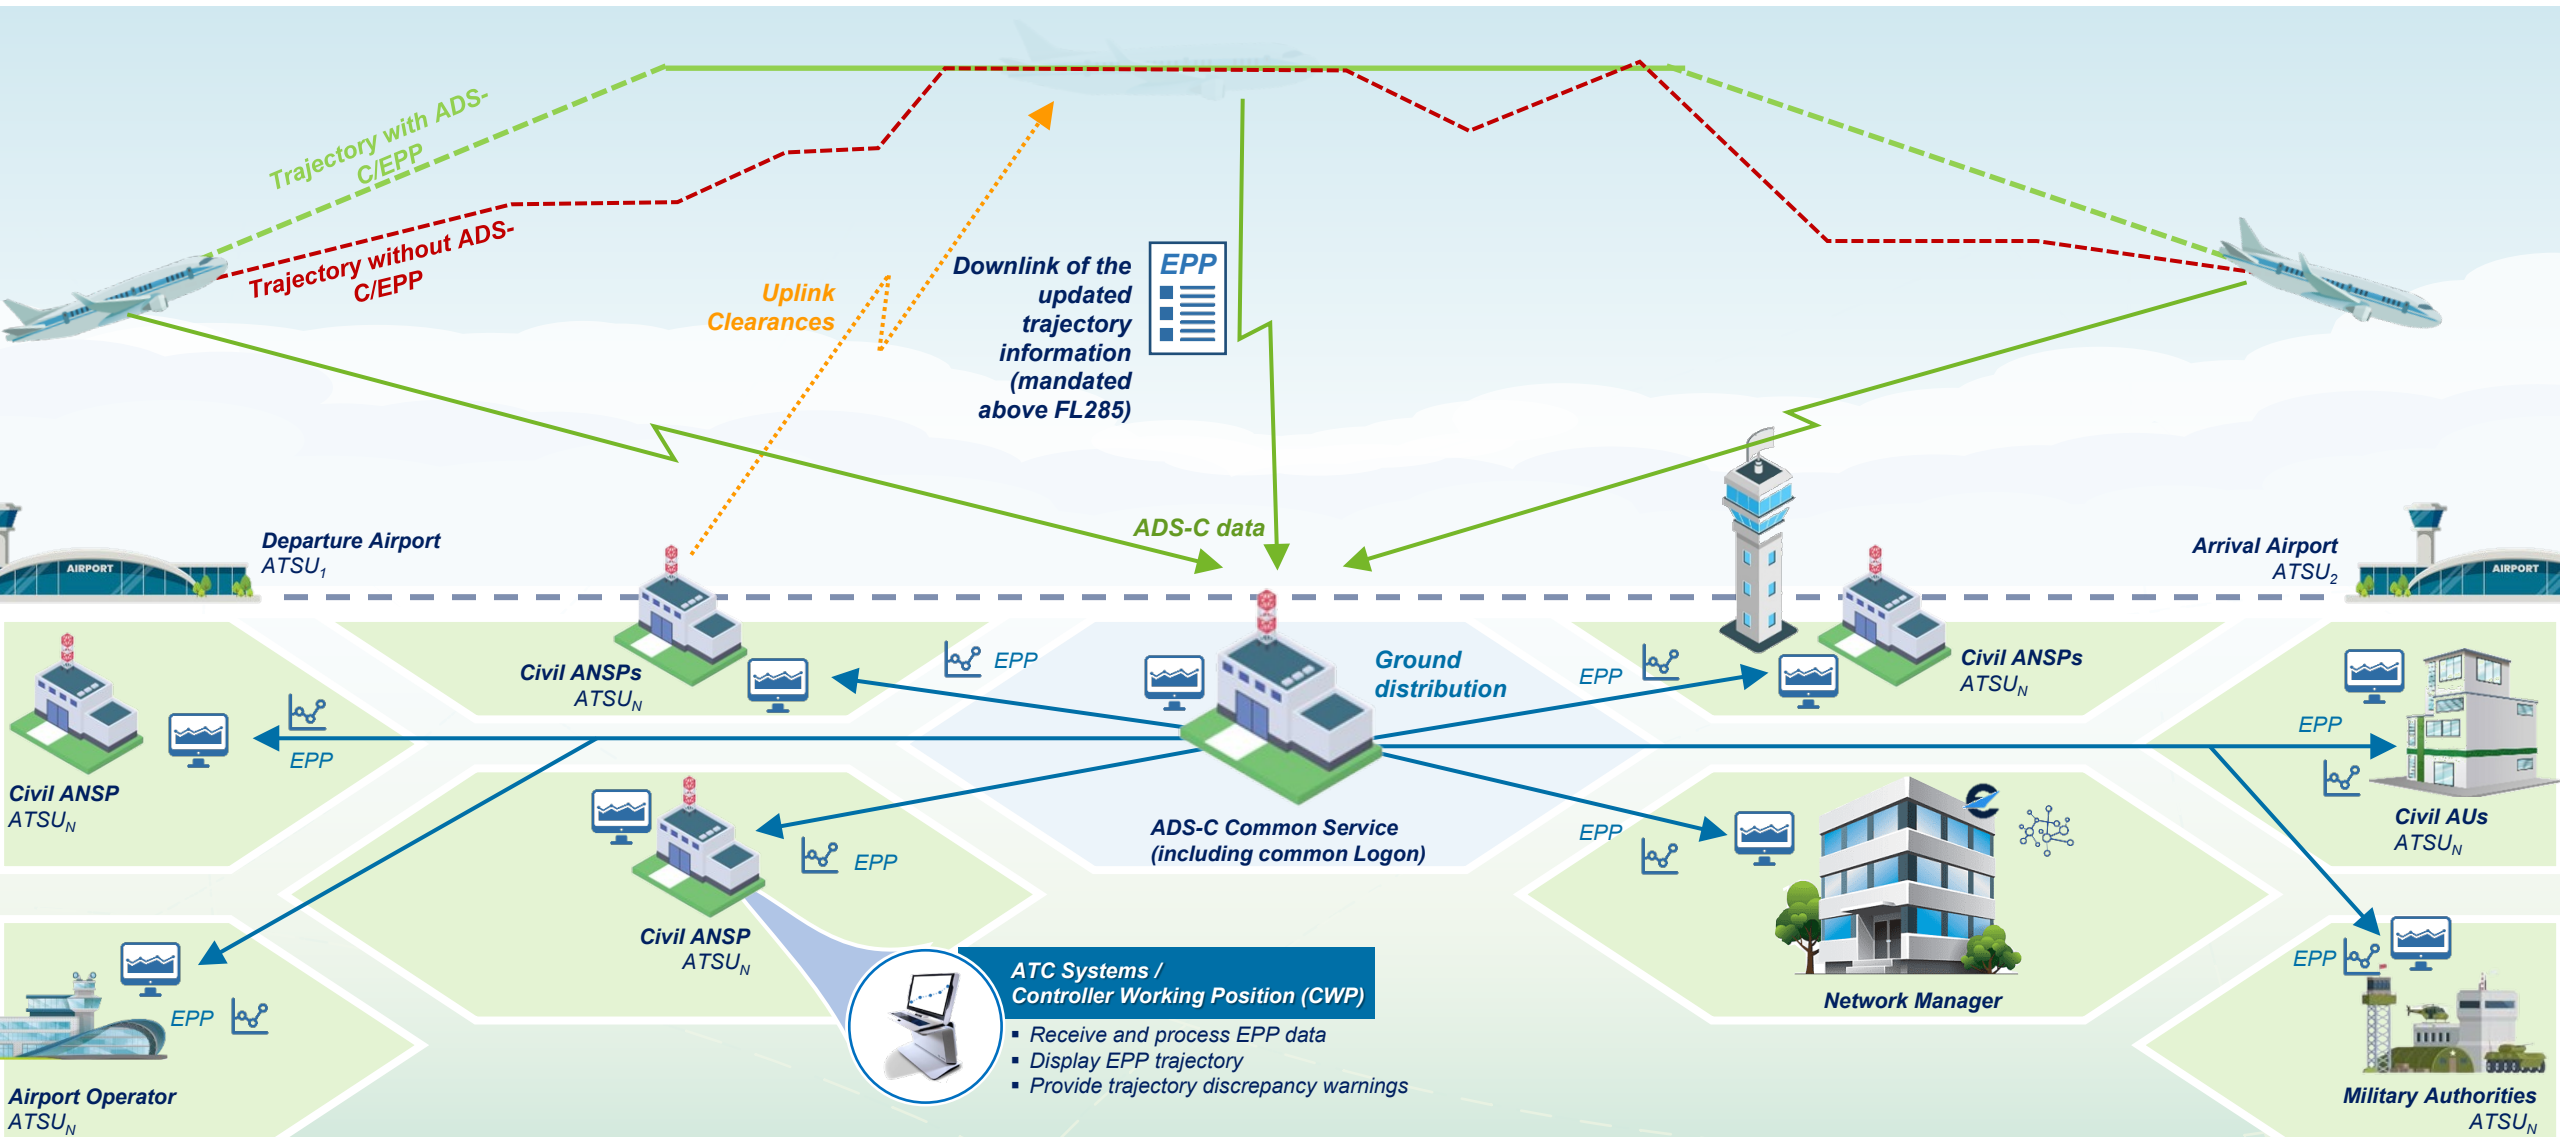 Trajectory with ADS-
C/EPP
Trajectory without ADS-
C/EPP
Uplink
Clearances
Downlink of the
updated
trajectory
information
(mandated
above FL285)
EPP
ADS-C data
Departure Airport
ATSU1
AIRPORT
Arrival Airport
ATSU2
AIRPORT
Civil ANSPs
ATSUN
EPP
Ground
distribution
EPP
Civil ANSPs
ATSUN
EPP
Civil ANSP
ATSUN
EPP
Civil AUs
ATSUN
ADS-C Common Service
(including common Logon)
EPP
EPP
Civil ANSP
ATSUN
Network Manager
EPP
Airport Operator
ATSUN
ATC Systems /
Controller Working Position (CWP)
▪ Receive and process EPP data
▪ Display EPP trajectory
▪ Provide trajectory discrepancy warnings
EPP
Military Authorities
ATSUN